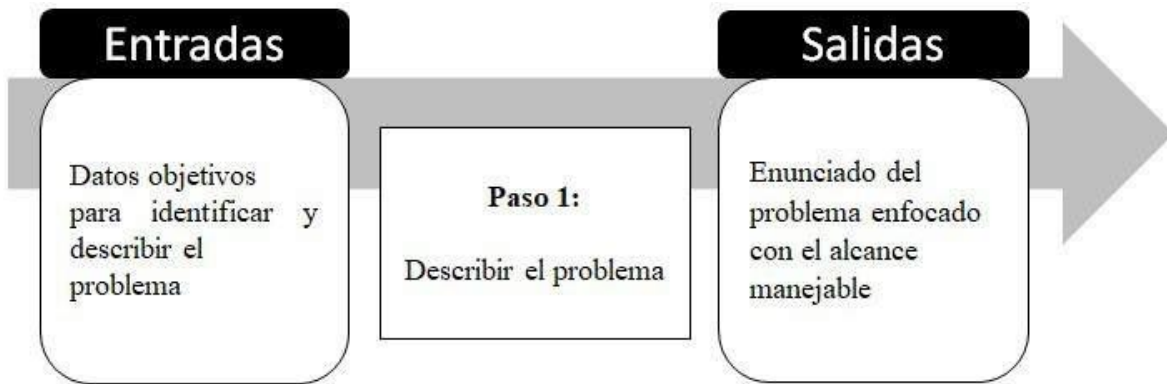 Entradas
Datos objetivos
para identificar y
describir el
problema
Paso 1:
Describir el problema
Salidas
Enunciado del
problema enfocado
con el alcance
manejable